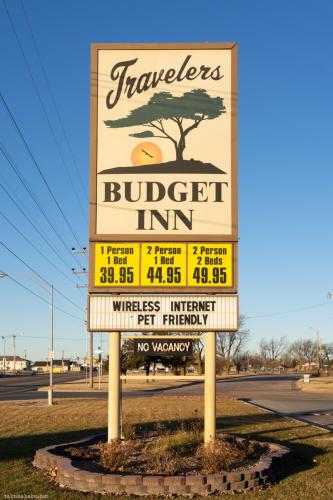 Travelers
BUDGET
INN
1 Person 2 Person 2 Person
1 Bed 1 Bed 2 Beds
39.95 44.95 49.95
WIRELESS INTERNET
PET FRIENDLY
NO VACANCY